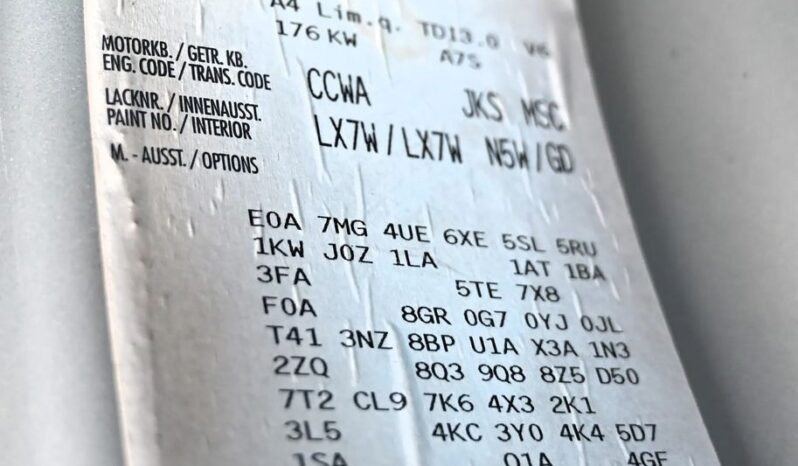 A4 Lim.q. TDI3.0 V6
176 KW A7S
MOTORKB. / GETR. KB.
ENG. CODE / TRANS. CODE
CCWA JKS MSC
LACKNR. / INNENAUSST.
PAINT NO. / INTERIOR
LX7W / LX7W N5W/GD
M. - AUSST. / OPTIONS
E0A 7MG 4UE 6XE 5SL 5RU
1KW J0Z 1LA 1AT 1BA
3FA 5TE 7X8
F0A 8GR 0G7 0YJ 0JL
T41 3NZ 8BP U1A X3A 1N3
2ZQ 8Q3 9Q8 8Z5 D50
7T2 CL9 7K6 4X3 2K1
3L5 4KC 3Y0 4K4 5D7
1SA Q1A 4GF